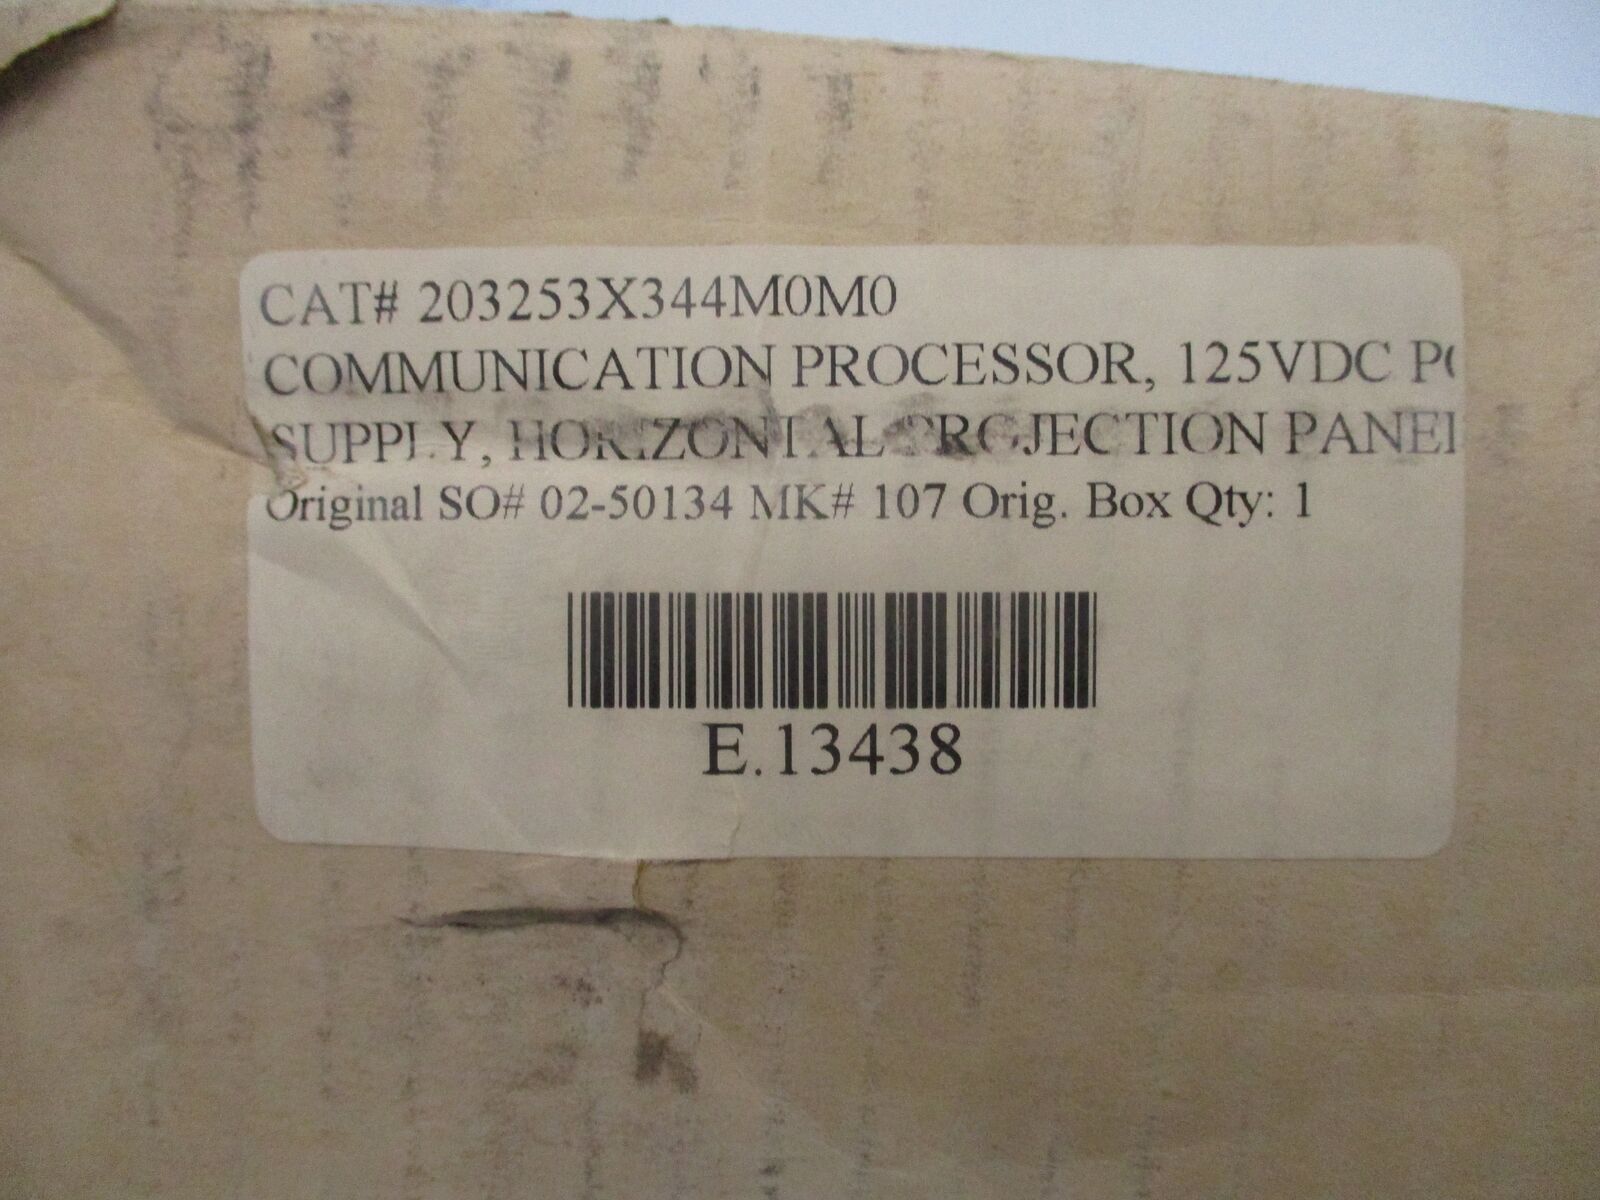 CAT# 203253X344M0M0
COMMUNICATION PROCESSOR, 125VDC
SUPPLY, HORIZONTAL PROJECTION PANEL
Original SO# 02-50134 MK# 107 Orig. Box Qty: 1
E.13438